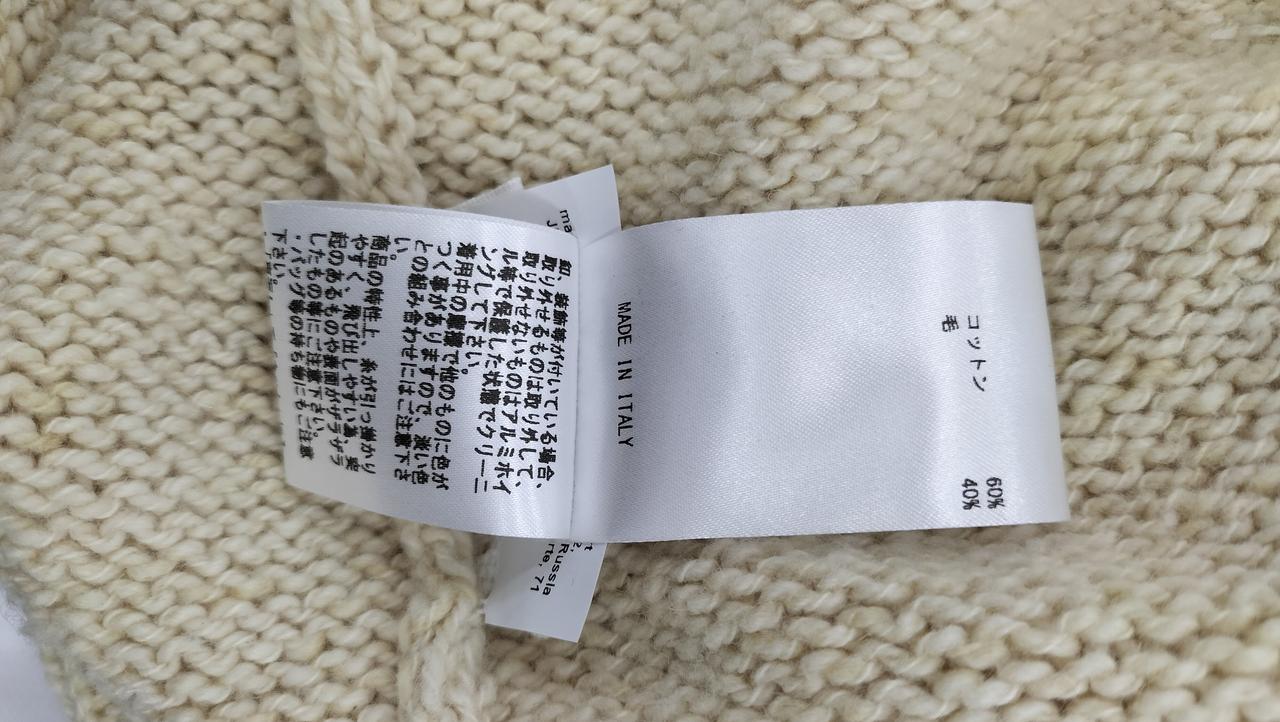 コットン 60%
毛 40%
MADE IN ITALY
釦、装飾等が付いている場合、
取り外せるものは取り外して、
取り外せないものはアルミホイ
ル等で保護した状態でクリーニ
ングして下さい。
着用中の摩擦で他のものに色が
つく事がありますので、淡い色
との組み合わせにはご注意下さ
い。
商品の特性上、糸が引っ掛かり
やすく、飛び出しやすい為、突
起のあるものや表面がザラザラ
したもの等にご注意下さい。
・バッグ等の持ち手にもご注意
下さい。
ma
Russia
rte, 71